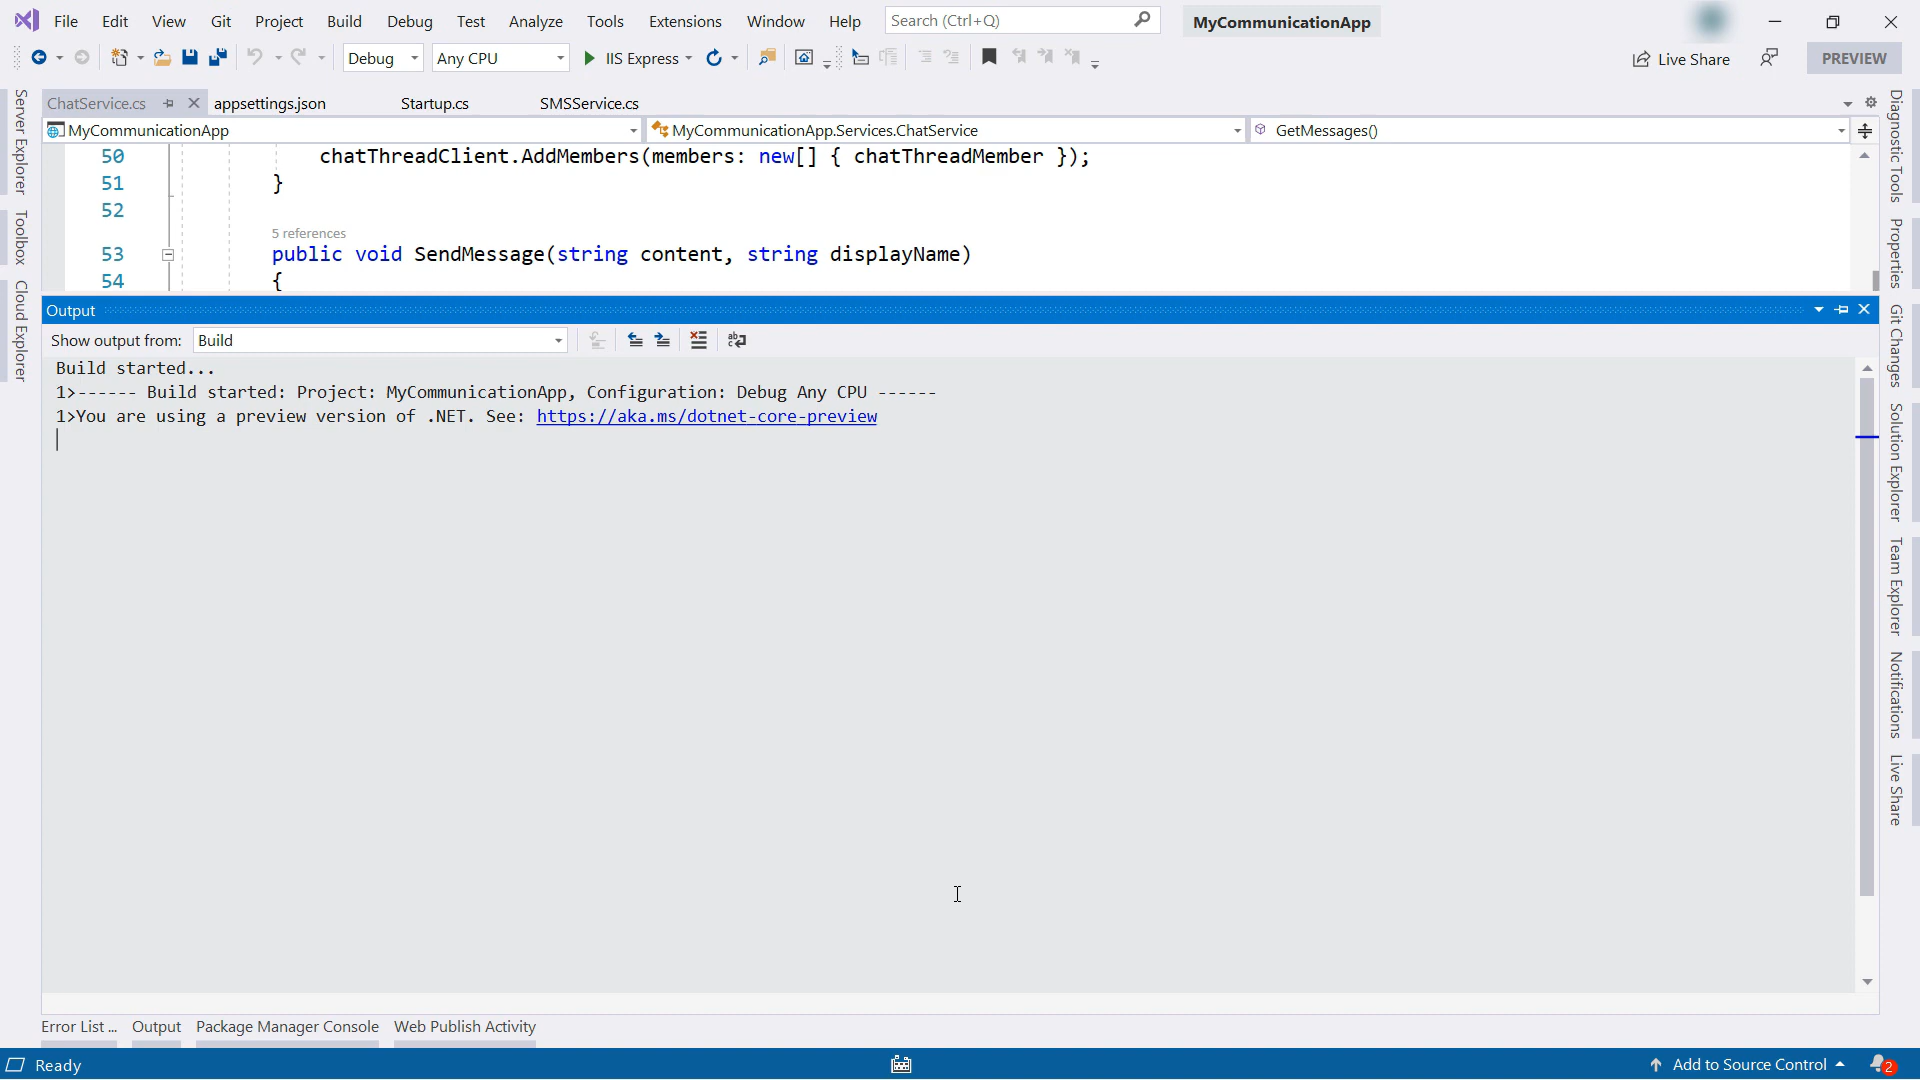 File Edit View Git Project Build Debug Test Analyze Tools Extensions Window Help Search (Ctrl+Q) MyCommunicationApp
Debug Any CPU IIS Express Live Share PREVIEW
ChatService.cs appsettings.json Startup.cs SMSService.cs
MyCommunicationApp MyCommunicationApp.Services.ChatService GetMessages()
50 chatThreadClient.AddMembers(members: new[] { chatThreadMember });
51 }
52
5 references
53 public void SendMessage(string content, string displayName)
54 {
Output
Show output from: Build
Build started...
1>------ Build started: Project: MyCommunicationApp, Configuration: Debug Any CPU ------
1>You are using a preview version of .NET. See: https://aka.ms/dotnet-core-preview
Server Explorer
Toolbox
Cloud Explorer
Diagnostic Tools
Properties
Git Changes
Solution Explorer
Team Explorer
Notifications
Live Share
Error List ... Output Package Manager Console Web Publish Activity
Ready Add to Source Control 2